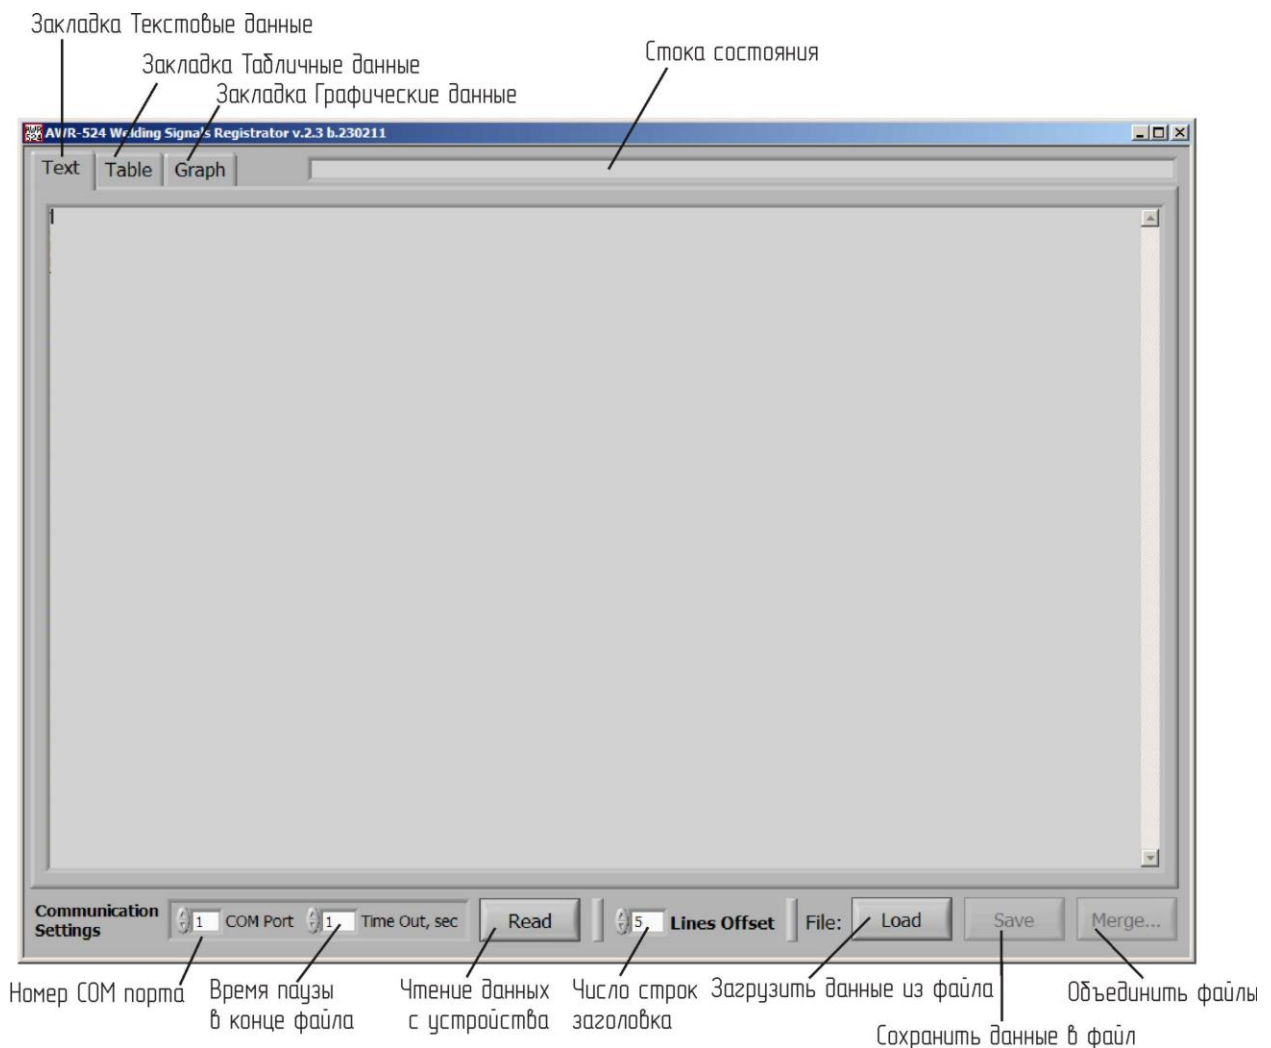 Закладка Текстовые данные
Закладка Табличные данные
Закладка Графические данные
Стока состояния
AWR-524 Welding Signals Registrator v.2.3 b.230211
Text Table Graph
Communication
Settings
1 COM Port 1 Time Out, sec Read 5 Lines Offset File: Load Save Merge...
Номер COM порта
Время паузы
в конце файла
Чтение данных
с устройства
Число строк
заголовка
Загрузить данные из файла
Сохранить данные в файл
Объединить файлы